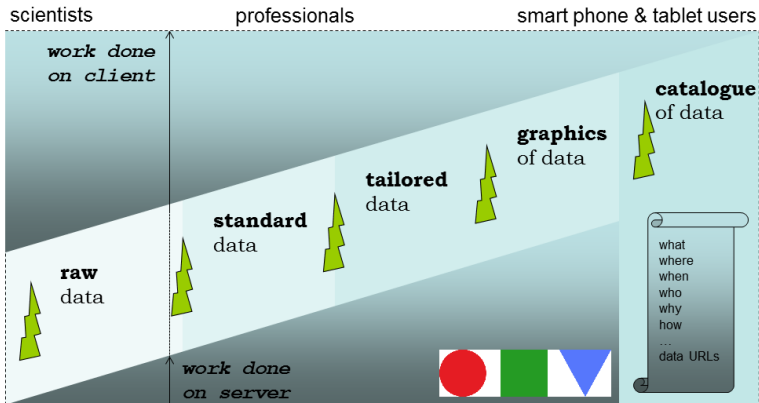 scientists
professionals
smart phone & tablet users
work done
on client
catalogue
of data
graphics
of data
tailored
data
standard
data
raw
data
what
where
when
who
why
how
...
data URLs
work done
on server